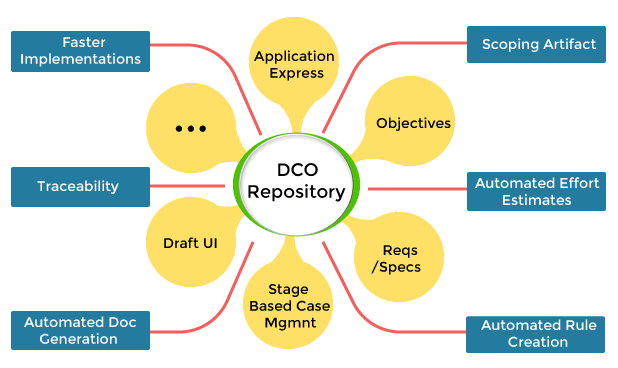 Faster
Implementations
Application
Express
Scoping Artifact
• • •
Objectives
DCO
Repository
Traceability
Automated Effort
Estimates
Draft UI
Reqs
/Specs
Stage
Based Case
Mgmnt
Automated Doc
Generation
Automated Rule
Creation